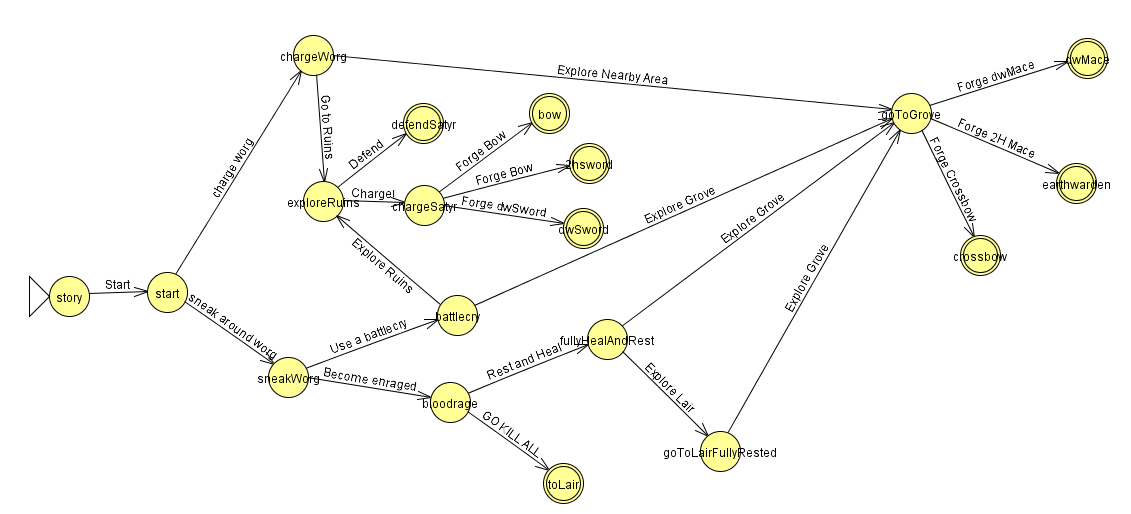 chargeWorg
Explore Nearby Area
Forge dwMace
dwMace
goToGrove
Go to Ruins
defendSatyr
bow
Defend
Forge Bow
Forge 2H Mace
charge worg
2hsword
Forge Bow
Forge Crossbow
earthwarden
exploreRuins
Charge!
chargeSatyr
Forge dwSword
dwSword
Explore Grove
Explore Grove
crossbow
Explore Ruins
Explore Grove
story
Start
start
sneak around worg
battlecry
Use a battlecry
fullyHealAndRest
sneakWorg
Become enraged
Rest and Heal
Explore Lair
bloodrage
GO KILL ALL
goToLairFullyRested
toLair